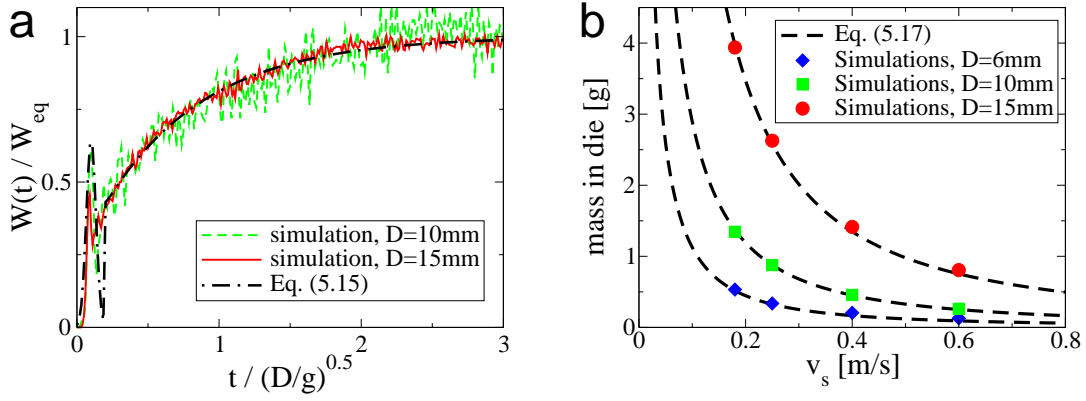 a
W(t) / W_eq
1
0.5
0
simulation, D=10mm
simulation, D=15mm
Eq. (5.15)
0 1 2 3
t / (D/g)^0.5
b
mass in die [g]
4
3
2
1
0
Eq. (5.17)
Simulations, D=6mm
Simulations, D=10mm
Simulations, D=15mm
0 0.2 0.4 0.6 0.8
v_s [m/s]